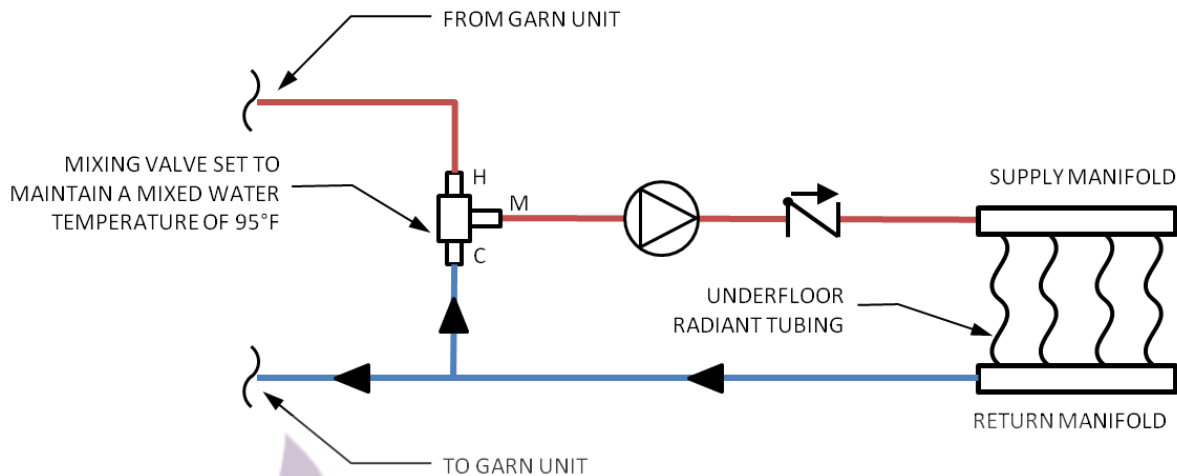 FROM GARN UNIT
MIXING VALVE SET TO
MAINTAIN A MIXED WATER
TEMPERATURE OF 95°F
H
M
C
SUPPLY MANIFOLD
UNDERFLOOR
RADIANT TUBING
RETURN MANIFOLD
TO GARN UNIT